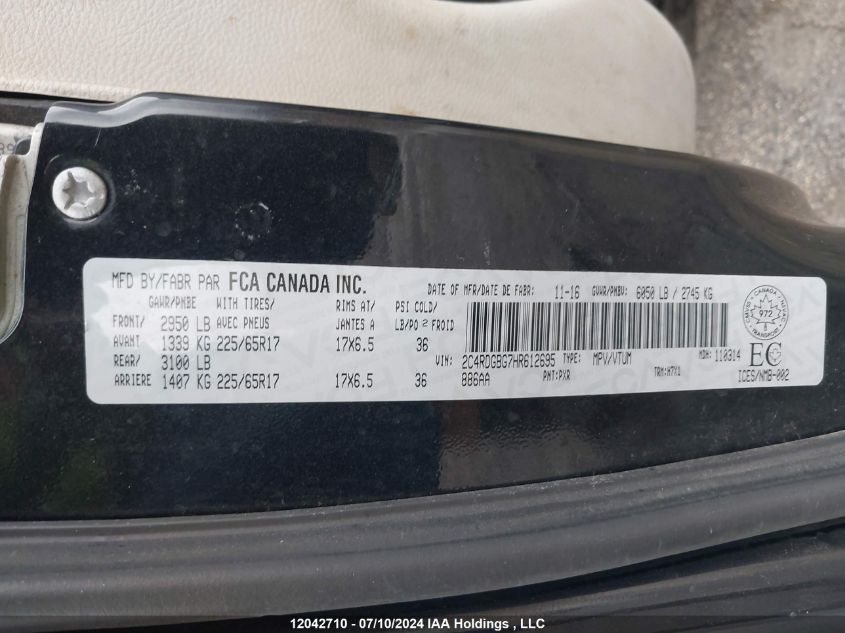 MFD BY/FABR PAR FCA CANADA INC. DATE OF MFR/DATE DE FABR: 11-16 GVWR/PNBV: 6050 LB / 2745 KG
GAWR/PNBE WITH TIRES/ RIMS AT/ PSI COLD/
FRONT/ 2950 LB AVEC PNEUS JANTES A LB/PO 2 FROID
AVANT 1339 KG 225/65R17 17X6.5 36
REAR/ 3100 LB
ARRIERE 1407 KG 225/65R17 17X6.5 36
VIN: 2C4RDGBG7HR612695 TYPE: MPV/VTUM MDH: 110314
886AA PNT: PXR TRM: H7X1
CANADA
972
TRANSPORT
EC
ICES/NMB-002
12042710 - 07/10/2024 IAA Holdings , LLC